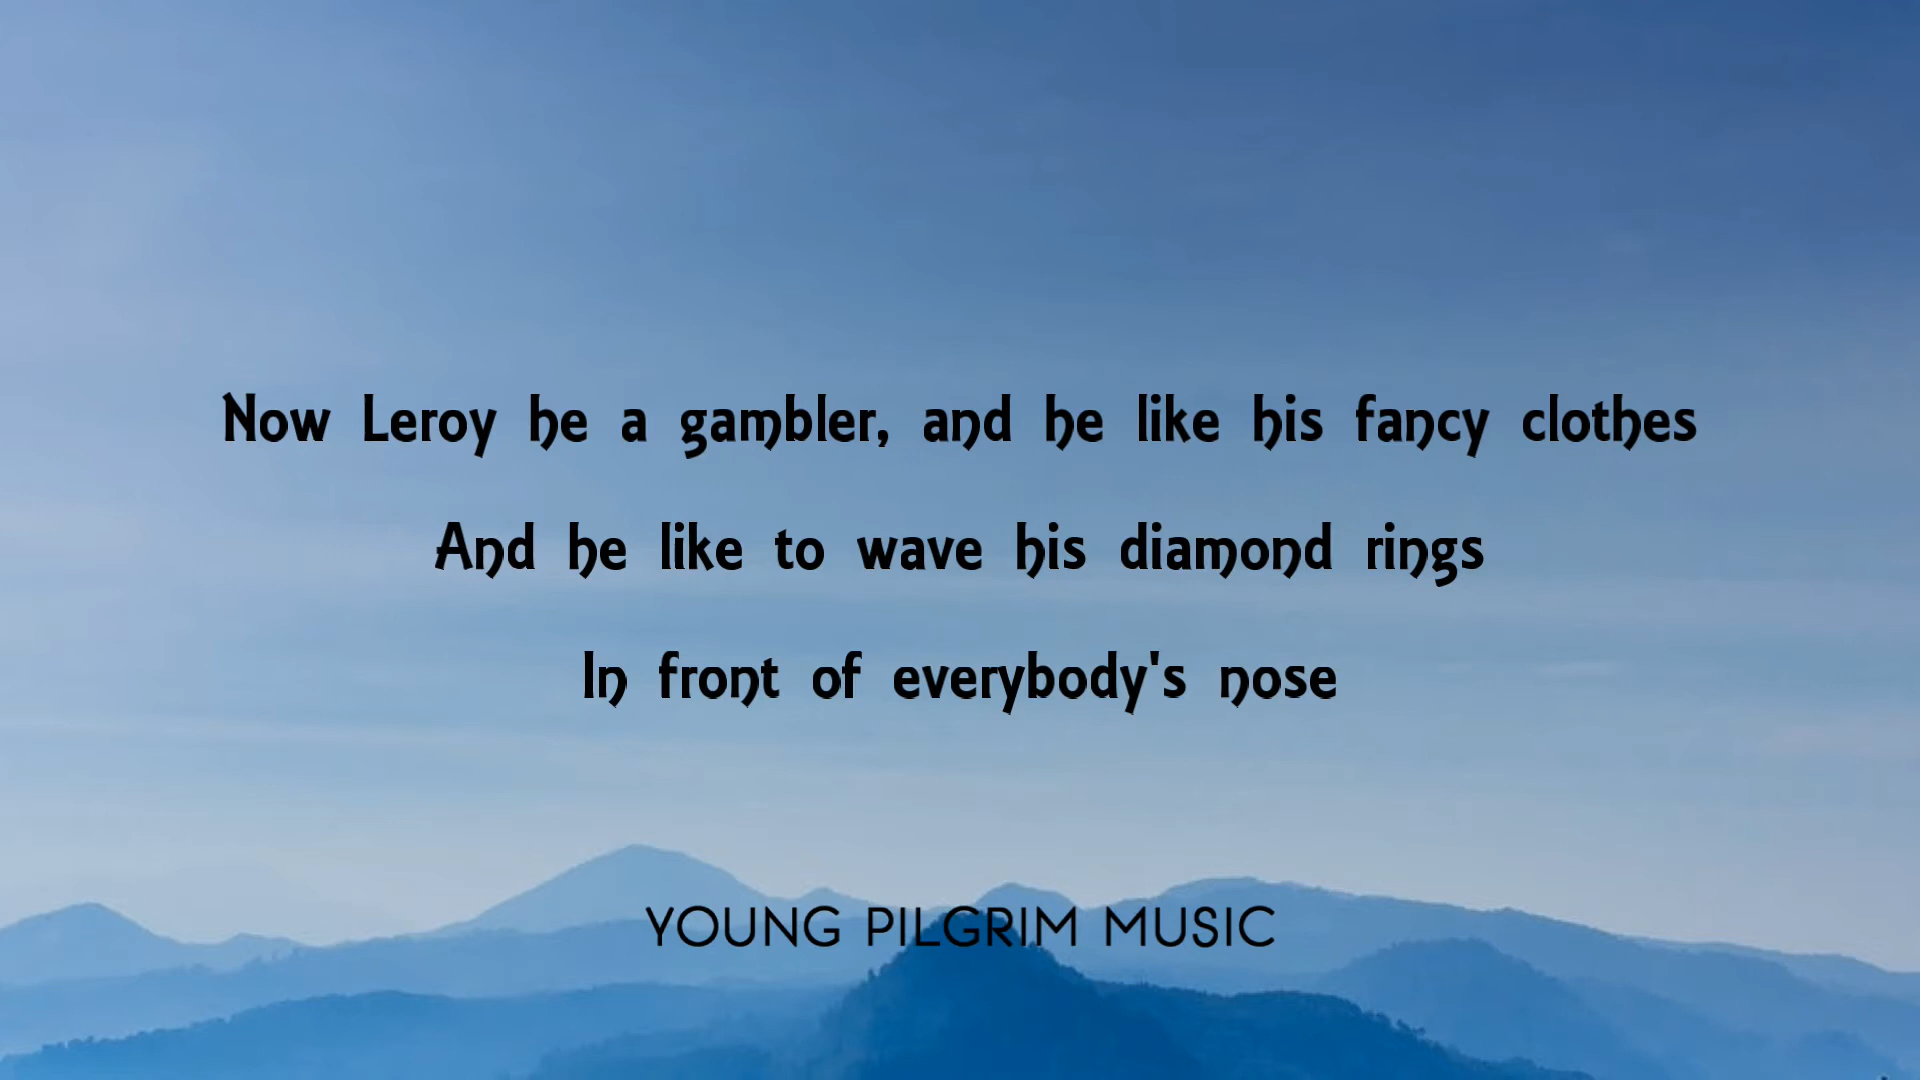 Now Leroy he a gambler, and he like his fancy clothes
And he like to wave his diamond rings
In front of everybody's nose
YOUNG PILGRIM MUSIC